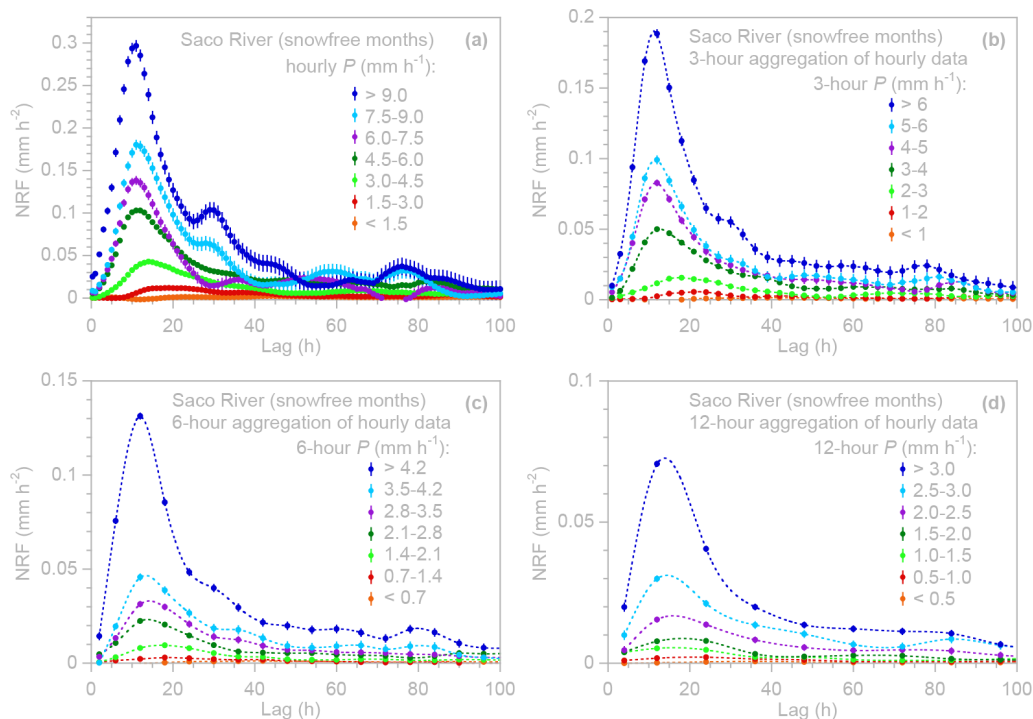 Saco River (snowfree months) (a)
hourly P (mm h⁻¹):
> 9.0
7.5-9.0
6.0-7.5
4.5-6.0
3.0-4.5
1.5-3.0
< 1.5
NRF (mm h⁻²)
0.3
0.25
0.2
0.15
0.1
0.05
0
0 20 40 60 80 100
Lag (h)
Saco River (snowfree months) (b)
3-hour aggregation of hourly data
3-hour P (mm h⁻¹):
> 6
5-6
4-5
3-4
2-3
1-2
< 1
NRF (mm h⁻²)
0.2
0.15
0.1
0.05
0
0 20 40 60 80 100
Lag (h)
Saco River (snowfree months) (c)
6-hour aggregation of hourly data
6-hour P (mm h⁻¹):
> 4.2
3.5-4.2
2.8-3.5
2.1-2.8
1.4-2.1
0.7-1.4
< 0.7
NRF (mm h⁻²)
0.15
0.1
0.05
0
0 20 40 60 80 100
Lag (h)
Saco River (snowfree months) (d)
12-hour aggregation of hourly data
12-hour P (mm h⁻¹):
> 3.0
2.5-3.0
2.0-2.5
1.5-2.0
1.0-1.5
0.5-1.0
< 0.5
NRF (mm h⁻²)
0.1
0.05
0
0 20 40 60 80 100
Lag (h)